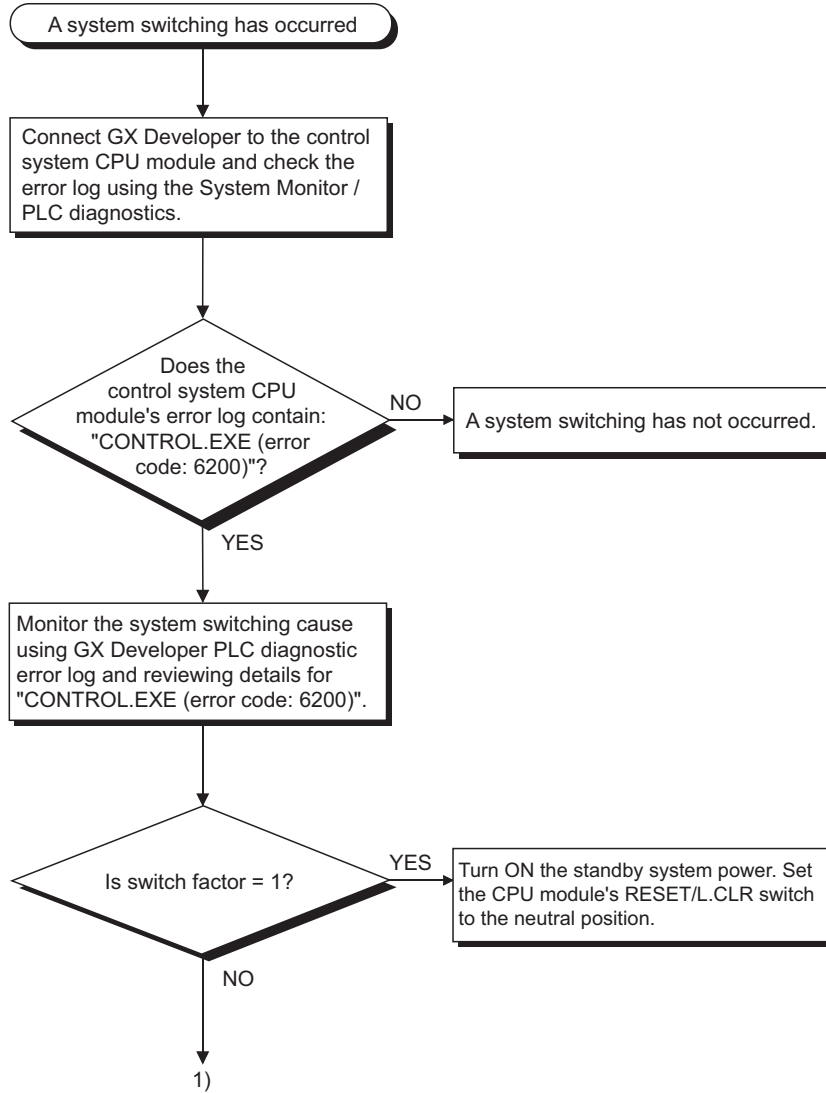 A system switching has occurred
Connect GX Developer to the control
system CPU module and check the
error log using the System Monitor /
PLC diagnostics.
Does the
control system CPU
module's error log contain:
"CONTROL.EXE (error
code: 6200)"?
NO
A system switching has not occurred.
YES
Monitor the system switching cause
using GX Developer PLC diagnostic
error log and reviewing details for
"CONTROL.EXE (error code: 6200)".
Is switch factor = 1?
YES
Turn ON the standby system power. Set
the CPU module's RESET/L.CLR switch
to the neutral position.
NO
1)